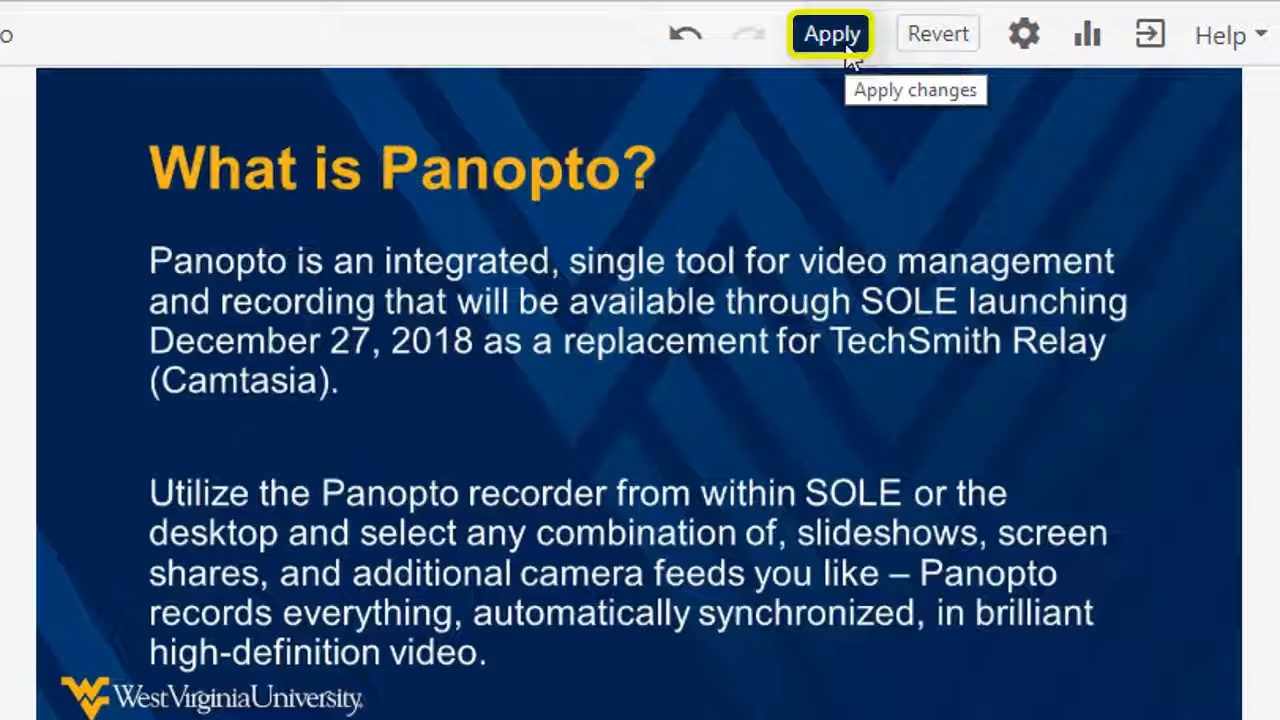 o
Apply
Revert
Help
Apply changes
What is Panopto?
Panopto is an integrated, single tool for video management
and recording that will be available through SOLE launching
December 27, 2018 as a replacement for TechSmith Relay
(Camtasia).
Utilize the Panopto recorder from within SOLE or the
desktop and select any combination of, slideshows, screen
shares, and additional camera feeds you like – Panopto
records everything, automatically synchronized, in brilliant
high-definition video.
WestVirginiaUniversity.